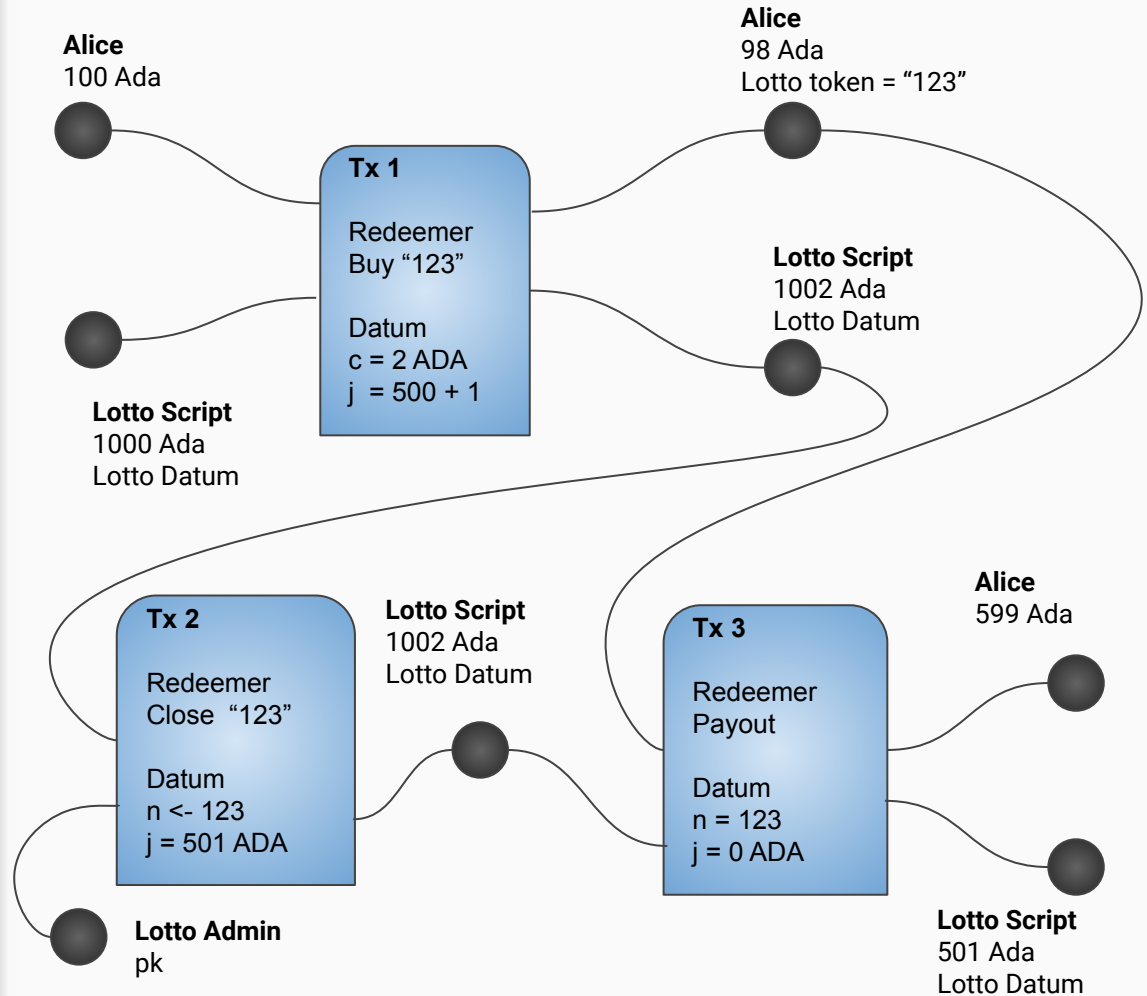 Alice
100 Ada
Alice
98 Ada
Lotto token = “123”
Tx 1
Redeemer
Buy “123”
Datum
c = 2 ADA
j  = 500 + 1
Lotto Script
1002 Ada
Lotto Datum
Lotto Script
1000 Ada
Lotto Datum
Tx 2
Redeemer
Close  “123”
Datum
n <- 123
j = 501 ADA
Lotto Script
1002 Ada
Lotto Datum
Tx 3
Redeemer
Payout
Datum
n = 123
j = 0 ADA
Alice
599 Ada
Lotto Admin
pk
Lotto Script
501 Ada
Lotto Datum